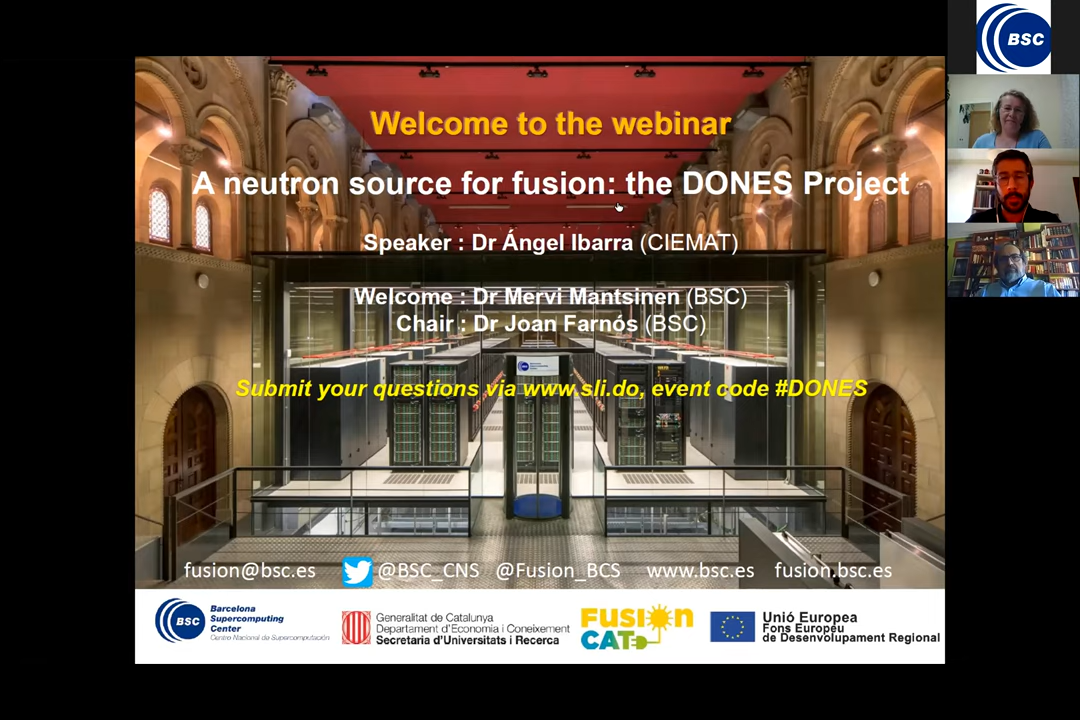 Welcome to the webinar
A neutron source for fusion: the DONES Project
Speaker : Dr Ángel Ibarra (CIEMAT)
Welcome : Dr Mervi Mantsinen (BSC)
Chair : Dr Joan Farnós (BSC)
Submit your questions via www.sli.do, event code #DONES
fusion@bsc.es @BSC_CNS @Fusion_BCS www.bsc.es fusion.bsc.es
BSC
Barcelona
Supercomputing
Center
Centro Nacional de Supercomputación
Generalitat de Catalunya
Departament d'Economia i Coneixement
Secretaria d'Universitats i Recerca
FUSION
CAT
Unió Europea
Fons Europeu
de Desenvolupament Regional
BSC